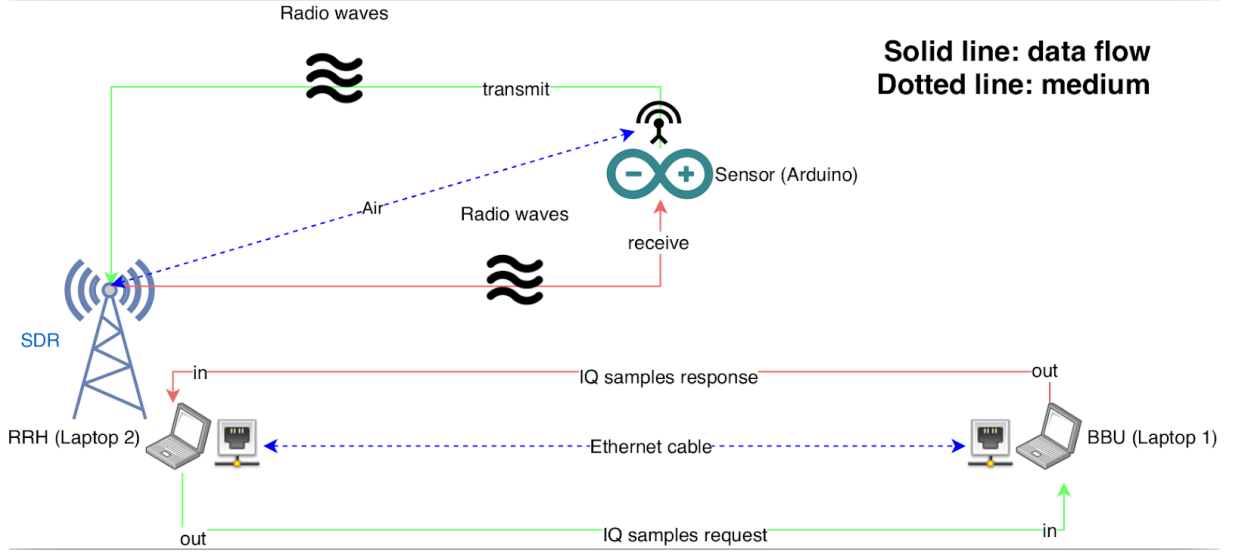 Radio waves
Solid line: data flow
Dotted line: medium
transmit
Sensor (Arduino)
Air
Radio waves
receive
SDR
in
IQ samples response
out
RRH (Laptop 2)
Ethernet cable
BBU (Laptop 1)
out
IQ samples request
in